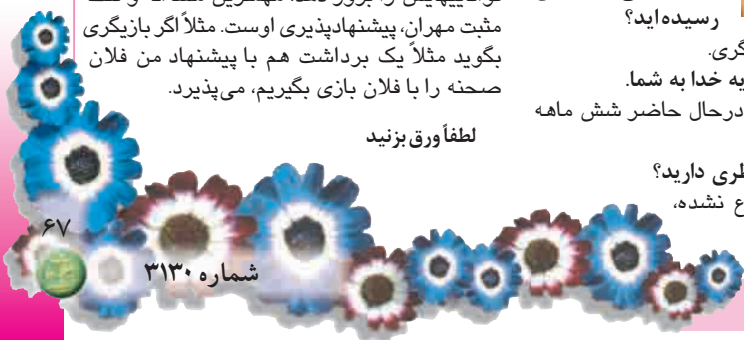 رسیده‌اید؟
گری.
یه خدا به شما.
درحال حاضر شش ماهه
ظری دارید؟
ع نشده،
مثبت مهران، پیشنهادپذیری اوست. مثلاً اگر بازیگری
بگوید مثلاً یک برداشت هم با پیشنهاد من فلان
صحنه را با فلان بازی بگیریم، می‌پذیرد.
لطفاً ورق بزنید
۶۷
شماره ۳۱۳۰